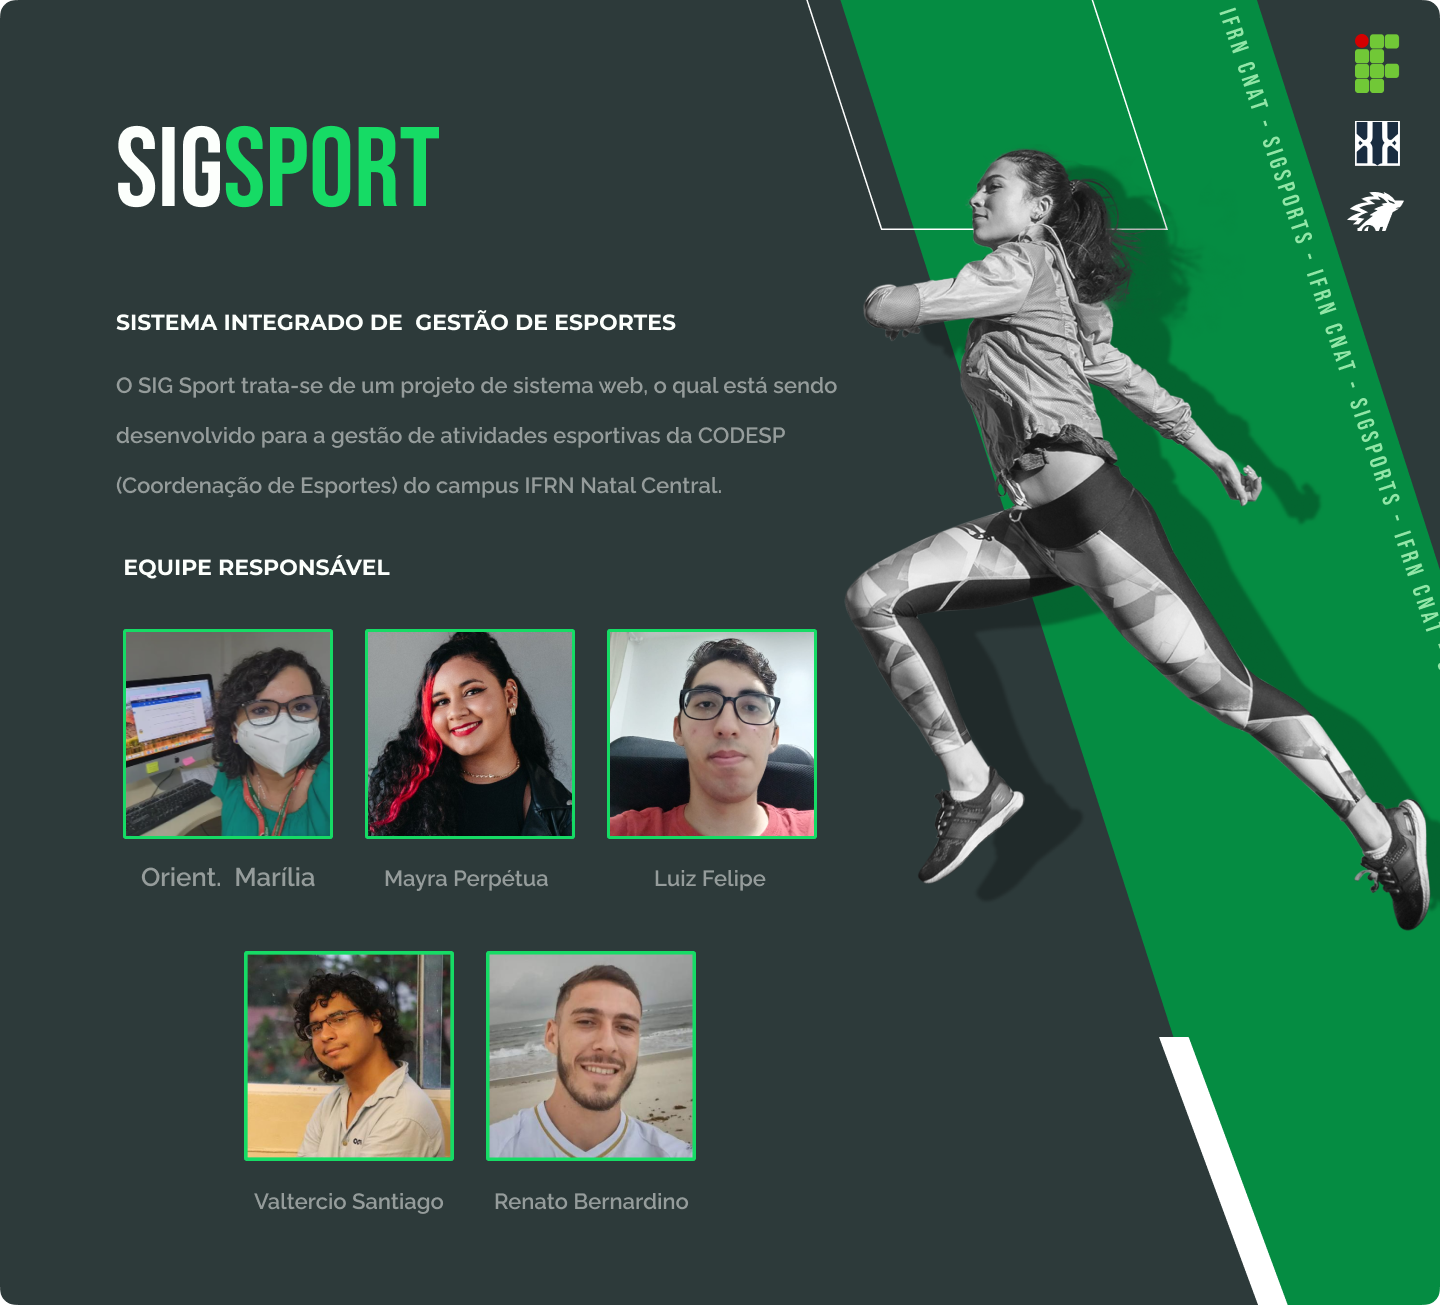 SIGSPORT
SISTEMA INTEGRADO DE GESTÃO DE ESPORTES
O SIG Sport trata-se de um projeto de sistema web, o qual está sendo
desenvolvido para a gestão de atividades esportivas da CODESP
(Coordenação de Esportes) do campus IFRN Natal Central.
EQUIPE RESPONSÁVEL
Orient. Marília
Mayra Perpétua
Luiz Felipe
Valtercio Santiago
Renato Bernardino
IFRN CNAT - SIGSPORTS - IFRN CNAT - SIGSPORTS - IFRN CNAT